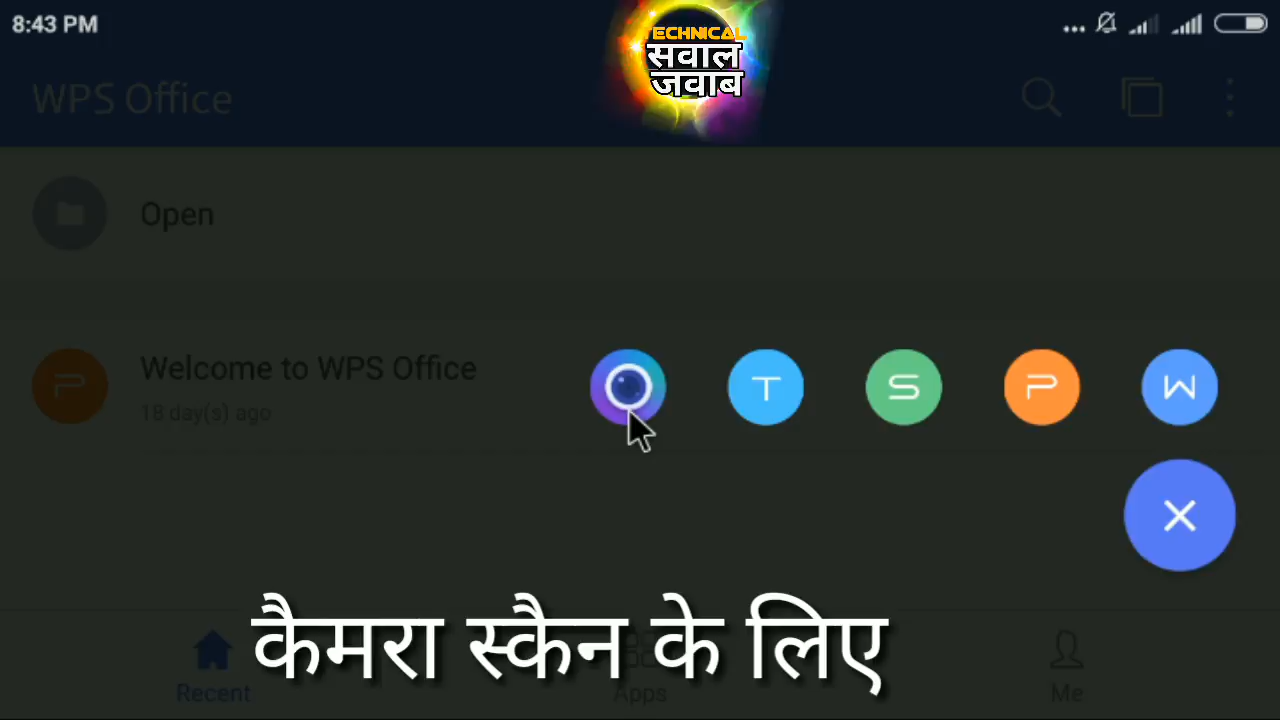 8:43 PM
TECHNICAL
सवाल
जवाब
WPS Office
Open
Welcome to WPS Office
18 day(s) ago
T
S
P
W
P
कैमरा स्कैन के लिए
Recent
Apps
Me